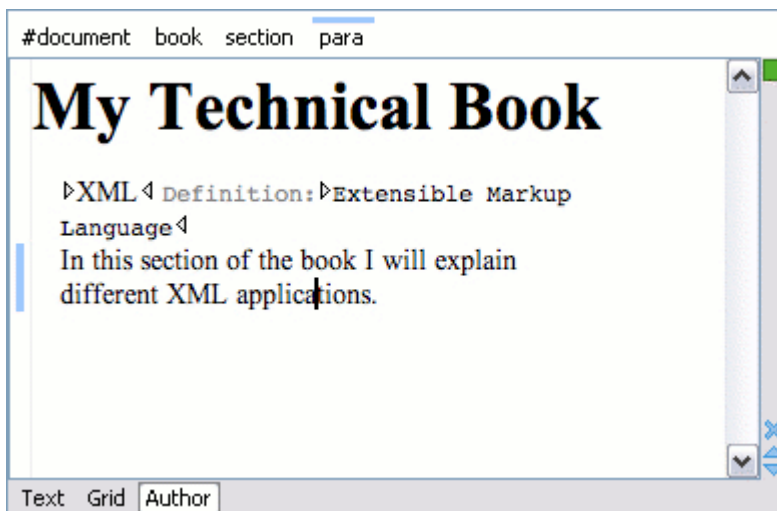 #document book section para
My Technical Book
XML Definition: Extensible Markup
Language
In this section of the book I will explain
different XML applications.
Text Grid Author